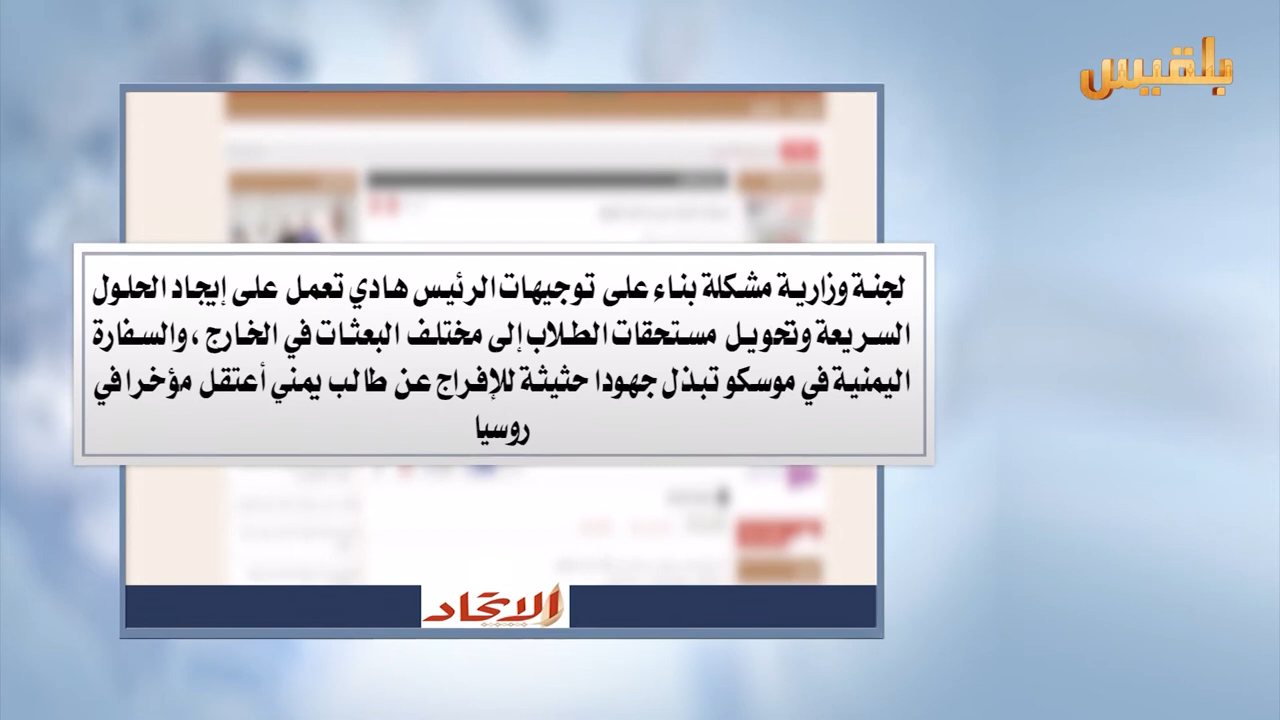 بلقيس
لجنة وزارية مشكلة بناء على توجيهات الرئيس هادي تعمل على إيجاد الحلول
السريعة وتحويل مستحقات الطلاب إلى مختلف البعثات في الخارج ، والسفارة
اليمنية في موسكو تبذل جهودا حثيثة للإفراج عن طالب يمني أعتقل مؤخرا في
روسيا
الاتحاد